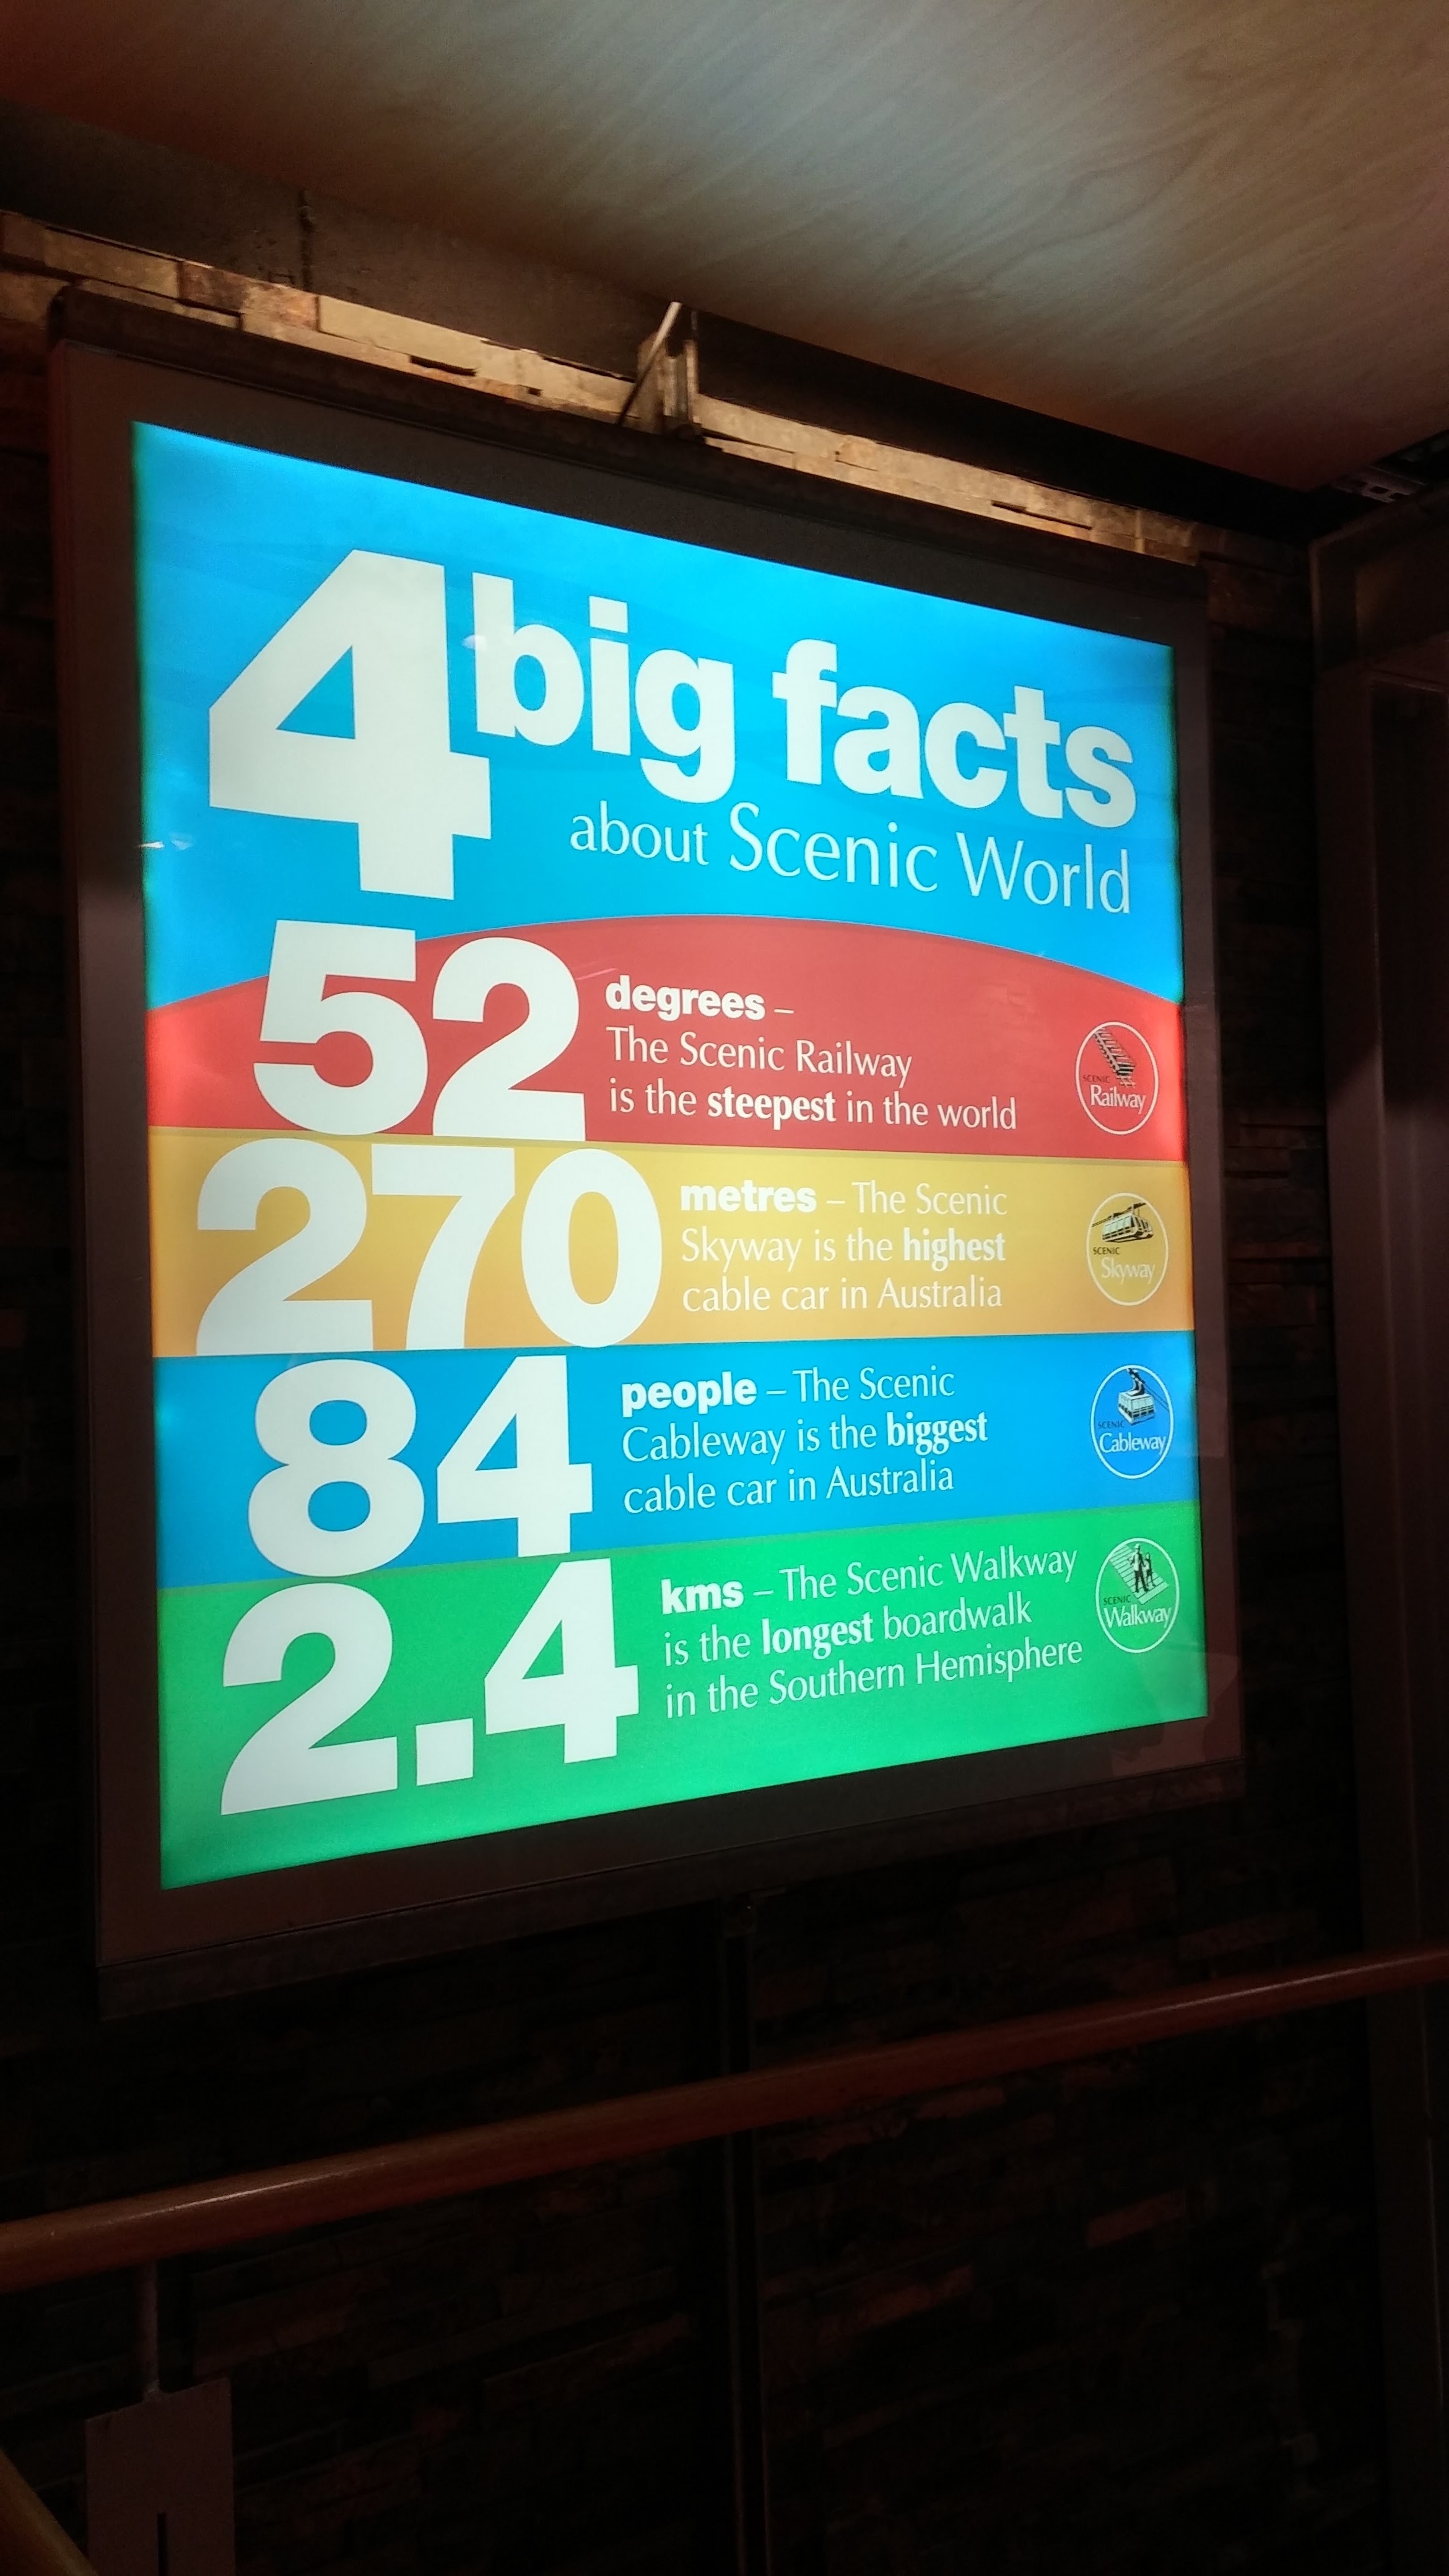 4 big facts
about Scenic World
52 degrees –
The Scenic Railway
is the steepest in the world
SCENIC
Railway
270 metres – The Scenic
Skyway is the highest
cable car in Australia
SCENIC
Skyway
84 people – The Scenic
Cableway is the biggest
cable car in Australia
SCENIC
Cableway
2.4 kms – The Scenic Walkway
is the longest boardwalk
in the Southern Hemisphere
SCENIC
Walkway